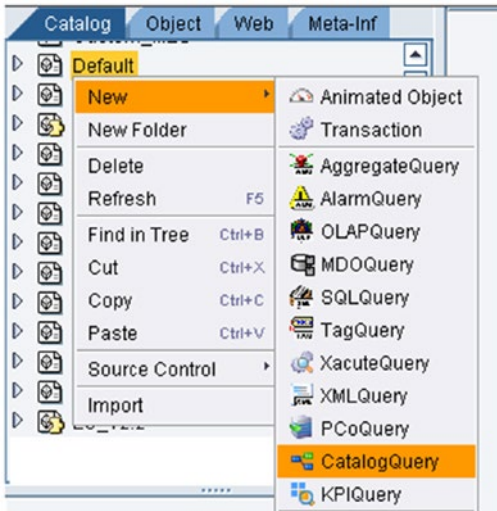 Catalog Object Web Meta-Inf
Default
New
New Folder
Delete
Refresh F5
Find in Tree Ctrl+B
Cut Ctrl+X
Copy Ctrl+C
Paste Ctrl+V
Source Control
Import
Animated Object
Transaction
AggregateQuery
AlarmQuery
OLAPQuery
MDOQuery
SQLQuery
TagQuery
XacuteQuery
XMLQuery
PCoQuery
CatalogQuery
KPIQuery